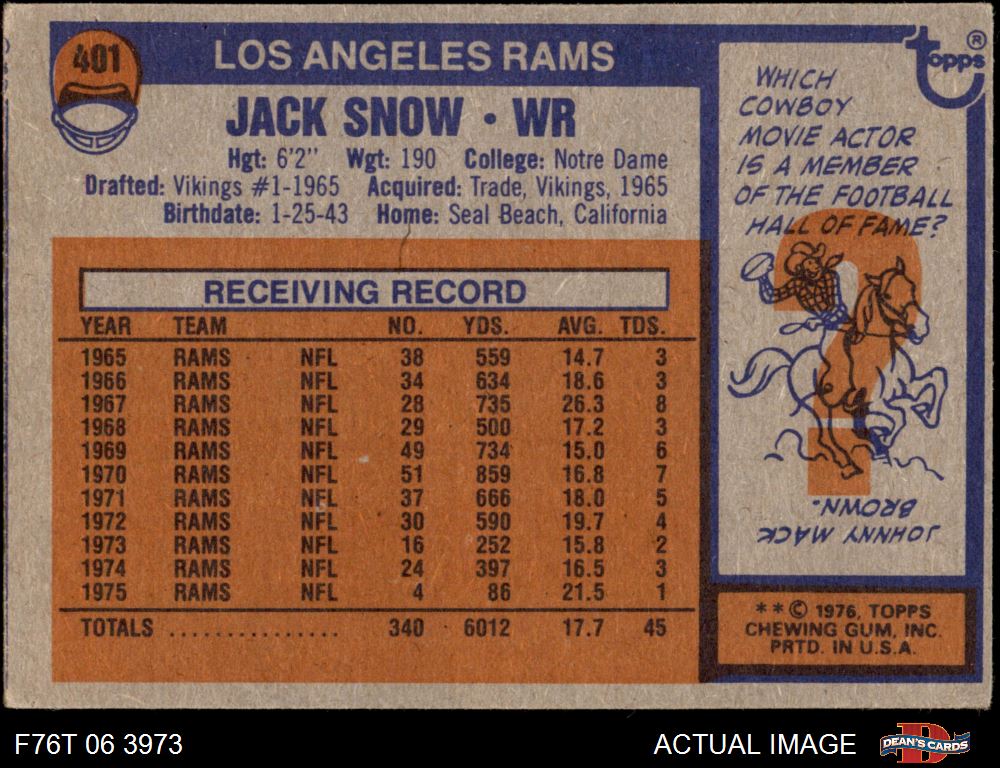 401
LOS ANGELES RAMS
JACK SNOW • WR
Hgt: 6'2" Wgt: 190 College: Notre Dame
Drafted: Vikings #1-1965 Acquired: Trade, Vikings, 1965
Birthdate: 1-25-43 Home: Seal Beach, California
RECEIVING RECORD
YEAR TEAM NO. YDS. AVG. TDS.
1965 RAMS NFL 38 559 14.7 3
1966 RAMS NFL 34 634 18.6 3
1967 RAMS NFL 28 735 26.3 8
1968 RAMS NFL 29 500 17.2 3
1969 RAMS NFL 49 734 15.0 6
1970 RAMS NFL 51 859 16.8 7
1971 RAMS NFL 37 666 18.0 5
1972 RAMS NFL 30 590 19.7 4
1973 RAMS NFL 16 252 15.8 2
1974 RAMS NFL 24 397 16.5 3
1975 RAMS NFL 4 86 21.5 1
TOTALS ................ 340 6012 17.7 45
topps ®
WHICH
COWBOY
MOVIE ACTOR
IS A MEMBER
OF THE FOOTBALL
HALL OF FAME?
?
JOHNNY MACK
BROWN.
** © 1976, TOPPS
CHEWING GUM, INC.
PRTD. IN U.S.A.
F76T 06 3973
ACTUAL IMAGE
D
DEAN'S CARDS